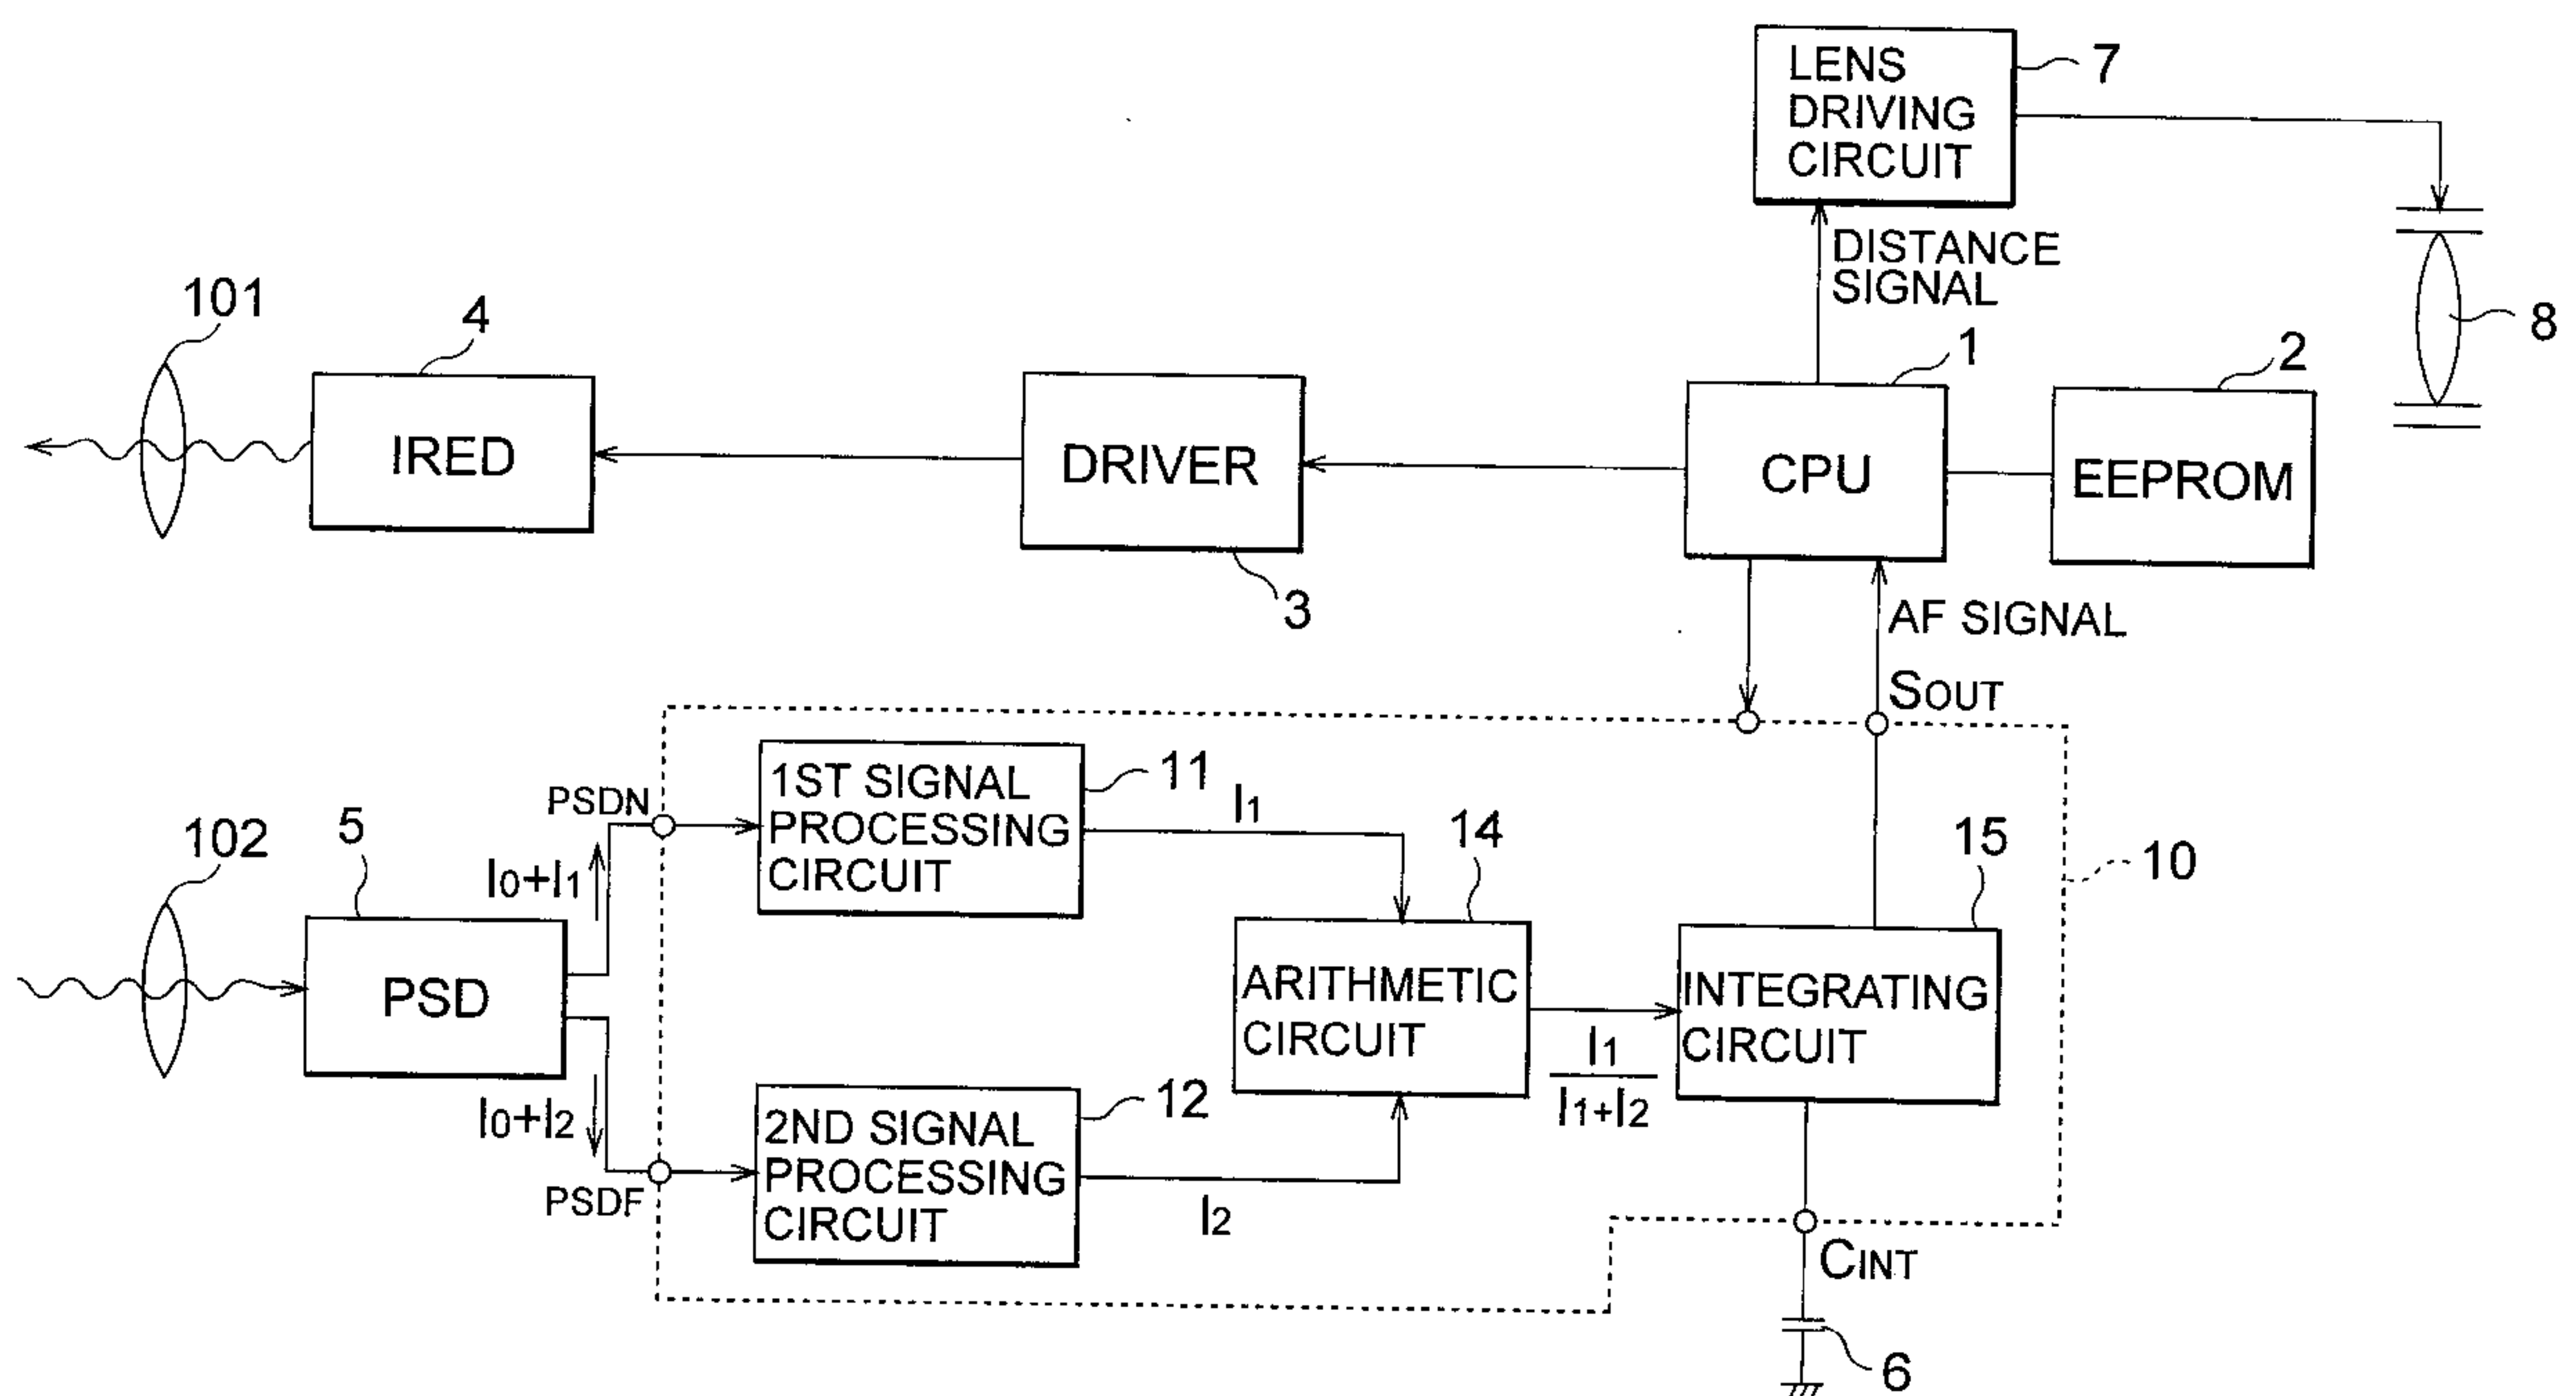 LENS
DRIVING
CIRCUIT
7
DISTANCE
SIGNAL
8
101
4
IRED
DRIVER
3
1
CPU
2
EEPROM
AF SIGNAL
SOUT
102
5
PSD
I0+I1
I0+I2
PSDN
PSDF
1ST SIGNAL
PROCESSING
CIRCUIT
11
I1
2ND SIGNAL
PROCESSING
CIRCUIT
12
I2
14
ARITHMETIC
CIRCUIT
I1
I1+I2
15
INTEGRATING
CIRCUIT
10
CINT
6